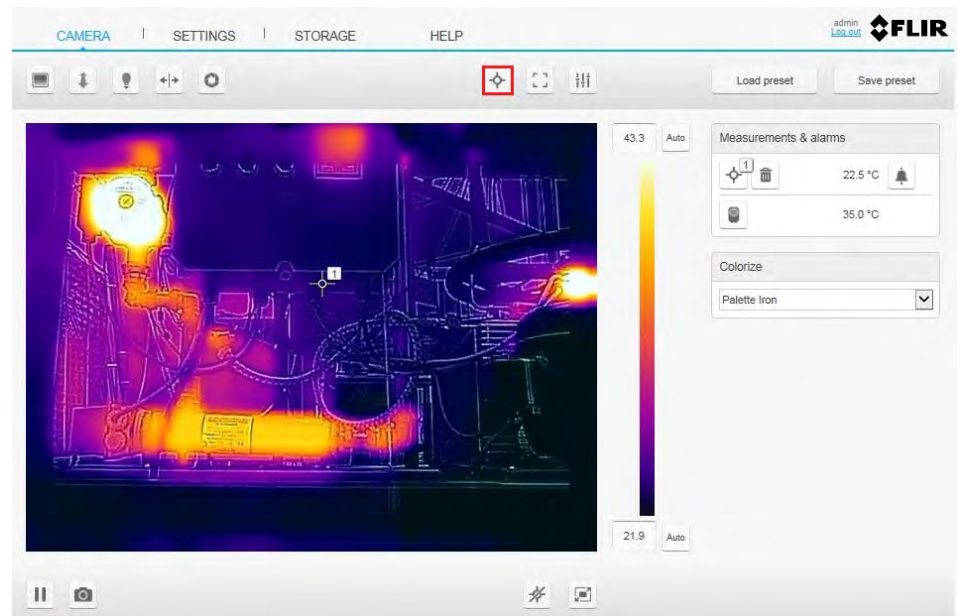 admin
CAMERA SETTINGS STORAGE HELP Log out FLIR
Load preset Save preset
43.3 Auto Measurements & alarms
1 22.5 °C
35.0 °C
1
Colorize
Palette Iron
21.9 Auto